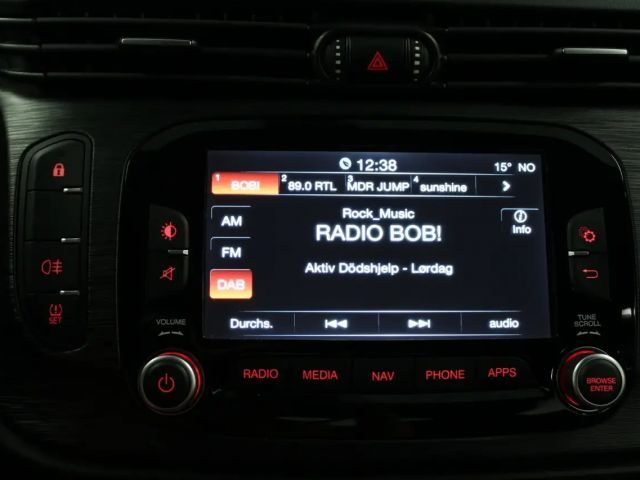 12:38 15° NO
1 BOB! 2 89.0 RTL 3 MDR JUMP 4 sunshine
Rock_Music
AM RADIO BOB! Info
FM
Aktiv Dödshjelp - Lørdag
DAB
SET
VOLUME Durchs. audio TUNE SCROLL
RADIO MEDIA NAV PHONE APPS
BROWSE ENTER